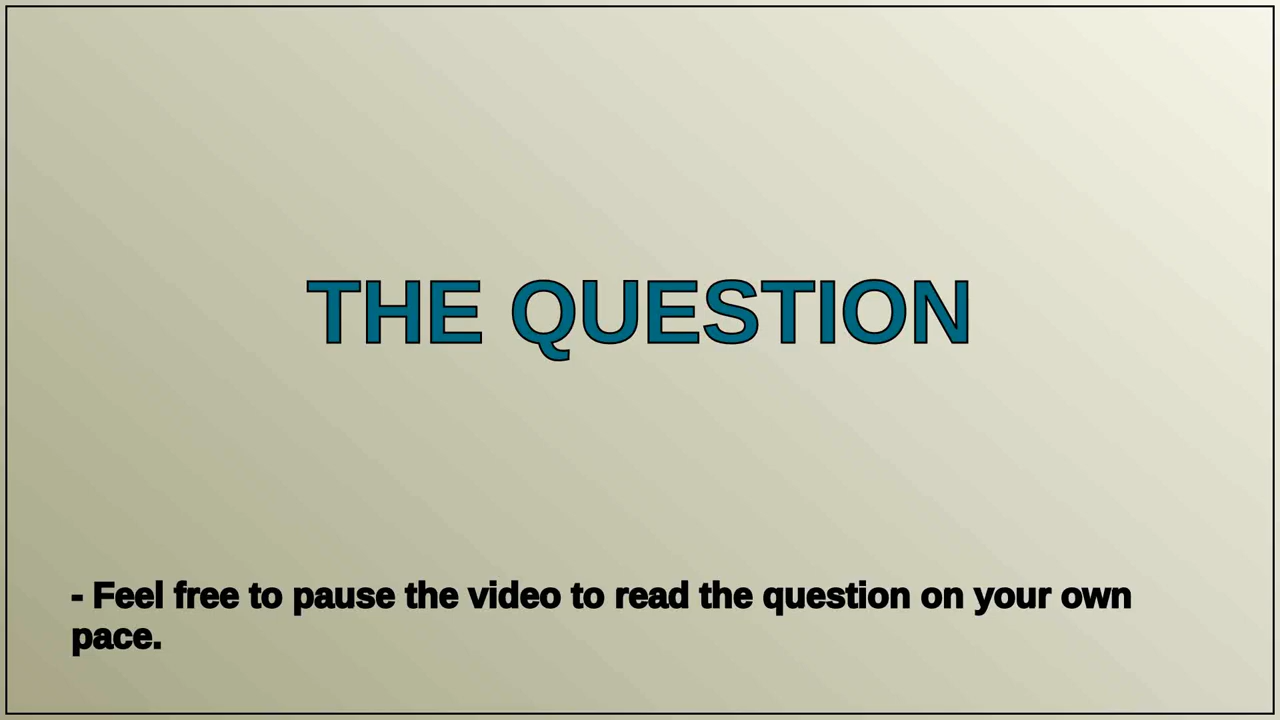 THE QUESTION
- Feel free to pause the video to read the question on your own
pace.